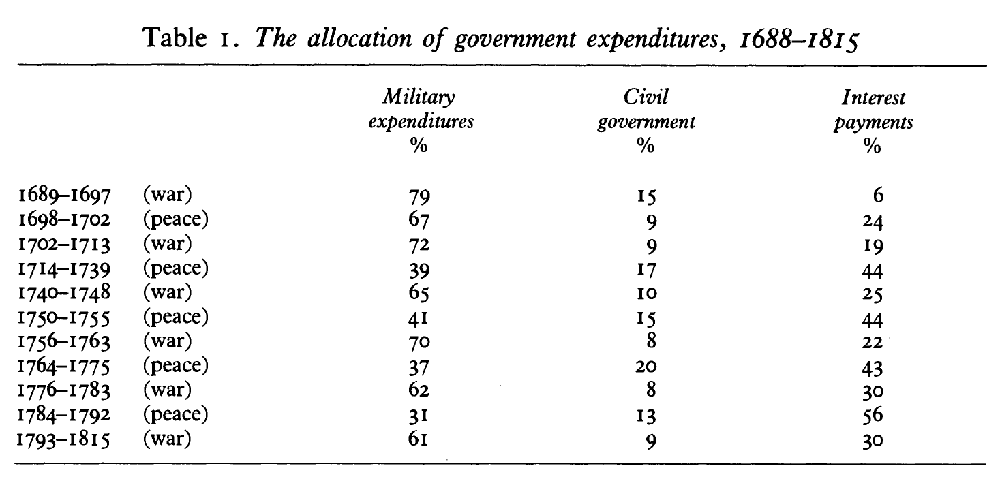 Table 1. The allocation of government expenditures, 1688–1815
Military Civil Interest
expenditures government payments
% % %
1689–1697 (war) 79 15 6
1698–1702 (peace) 67 9 24
1702–1713 (war) 72 9 19
1714–1739 (peace) 39 17 44
1740–1748 (war) 65 10 25
1750–1755 (peace) 41 15 44
1756–1763 (war) 70 8 22
1764–1775 (peace) 37 20 43
1776–1783 (war) 62 8 30
1784–1792 (peace) 31 13 56
1793–1815 (war) 61 9 30